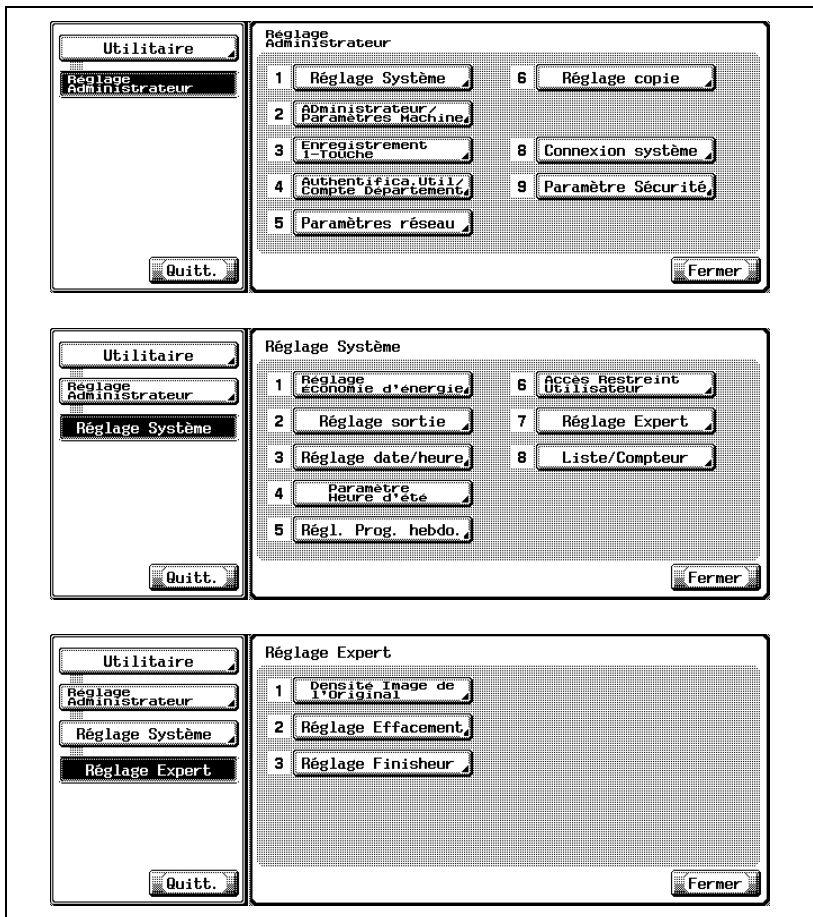 Utilitaire
Réglage
Administrateur
Quitt.
Réglage
Administrateur
1 Réglage Système
2 ADministrateur/
Paramètres Machine
3 Enregistrement
1-Touche
4 Authentifica.Util/
Compte Département
5 Paramètres réseau
6 Réglage copie
8 Connexion système
9 Paramètre Sécurité
Fermer
Utilitaire
Réglage
Administrateur
Réglage Système
Quitt.
Réglage Système
1 Réglage
Économie d'énergie
2 Réglage sortie
3 Réglage date/heure
4 Paramètre
Heure d'été
5 Régl. Prog. hebdo.
6 Accès Restreint
Utilisateur
7 Réglage Expert
8 Liste/Compteur
Fermer
Utilitaire
Réglage
Administrateur
Réglage Système
Réglage Expert
Quitt.
Réglage Expert
1 Densité Image de
l'Original
2 Réglage Effacement
3 Réglage Finisheur
Fermer